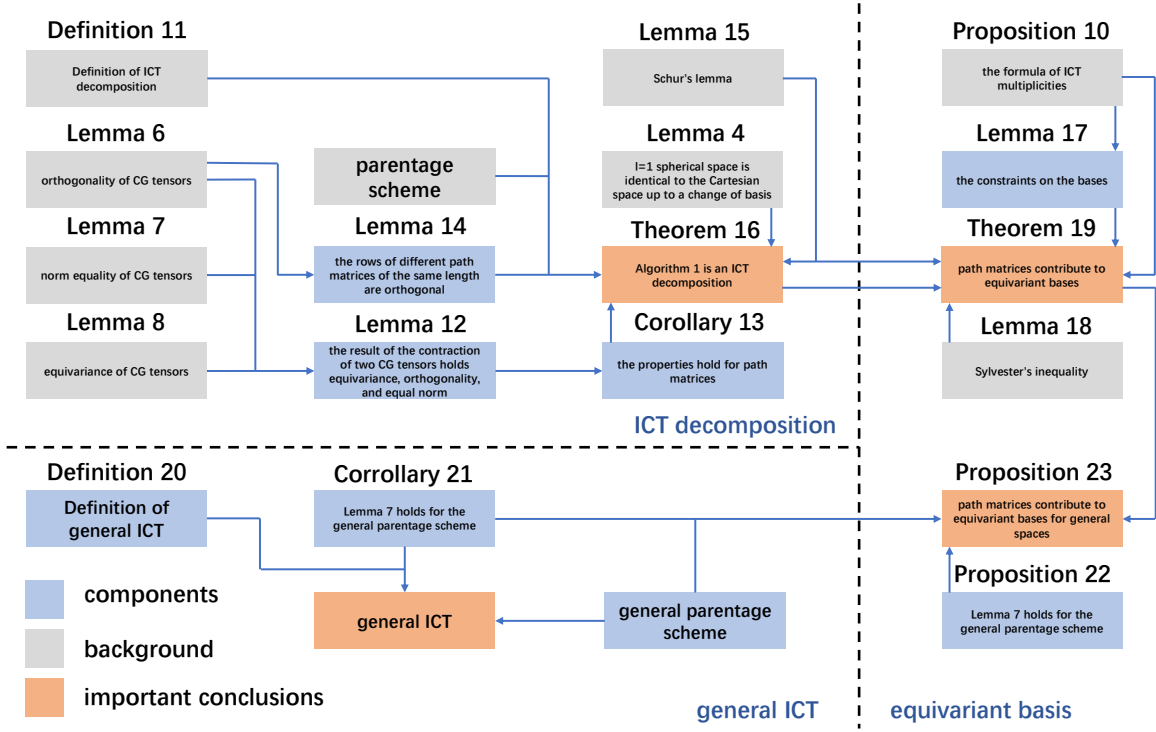 Definition 11
Definition of ICT
decomposition
Lemma 6
orthogonality of CG tensors
Lemma 7
norm equality of CG tensors
Lemma 8
equivariance of CG tensors
parentage
scheme
Lemma 14
the rows of different path
matrices of the same length
are orthogonal
Lemma 12
the result of the contraction
of two CG tensors holds
equivariance, orthogonality,
and equal norm
Lemma 15
Schur's lemma
Lemma 4
l=1 spherical space is
identical to the Cartesian
space up to a change of basis
Theorem 16
Algorithm 1 is an ICT
decomposition
Corollary 13
the properties hold for path
matrices
ICT decomposition
Proposition 10
the formula of ICT
multiplicities
Lemma 17
the constraints on the bases
Theorem 19
path matrices contribute to
equivariant bases
Lemma 18
Sylvester's inequality
Definition 20
Definition of
general ICT
Corrollary 21
Lemma 7 holds for the
general parentage scheme
general ICT
general parentage
scheme
Proposition 23
path matrices contribute to
equivariant bases for general
spaces
Proposition 22
Lemma 7 holds for the
general parentage scheme
components
background
important conclusions
general ICT
equivariant basis